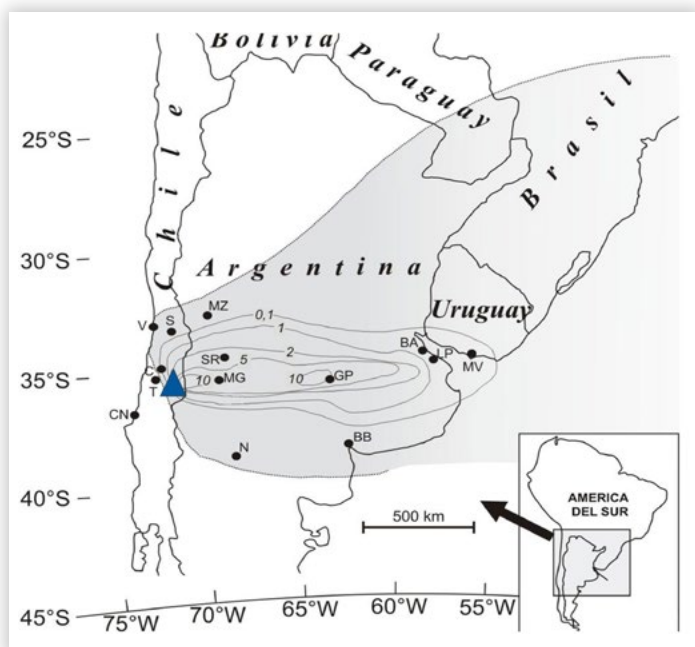 Bolivia
Paraguay
Chile
Brasil
25°S
30°S
Argentina
MZ
0,1
V
S
1
Uruguay
2
BA
LP
SR
5
MV
35°S
C
10
MG
10
GP
T
CN
N
BB
40°S
AMERICA
DEL SUR
500 km
45°S
75°W
70°W
65°W
60°W
55°W